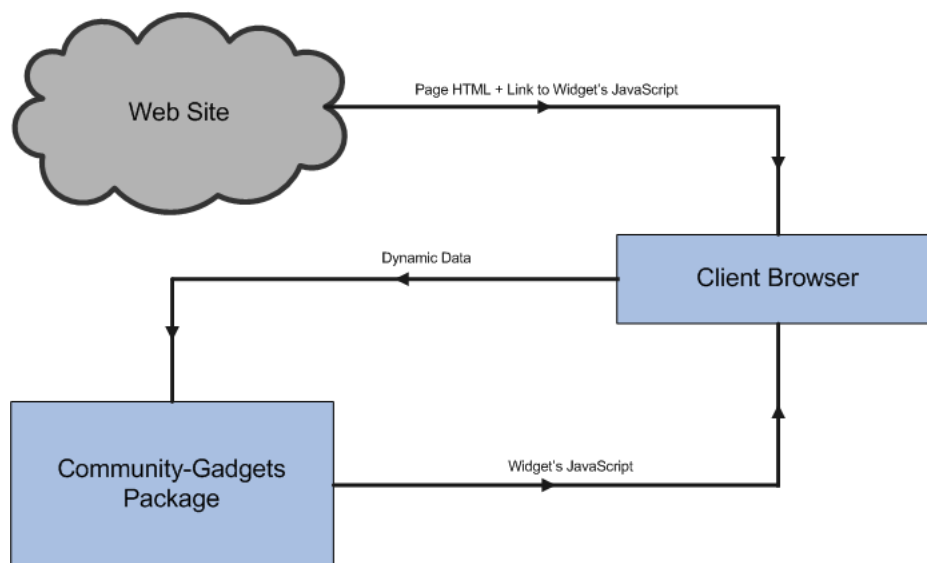 Page HTML + Link to Widget's JavaScript
Web Site
Dynamic Data
Client Browser
Community-Gadgets
Package
Widget's JavaScript